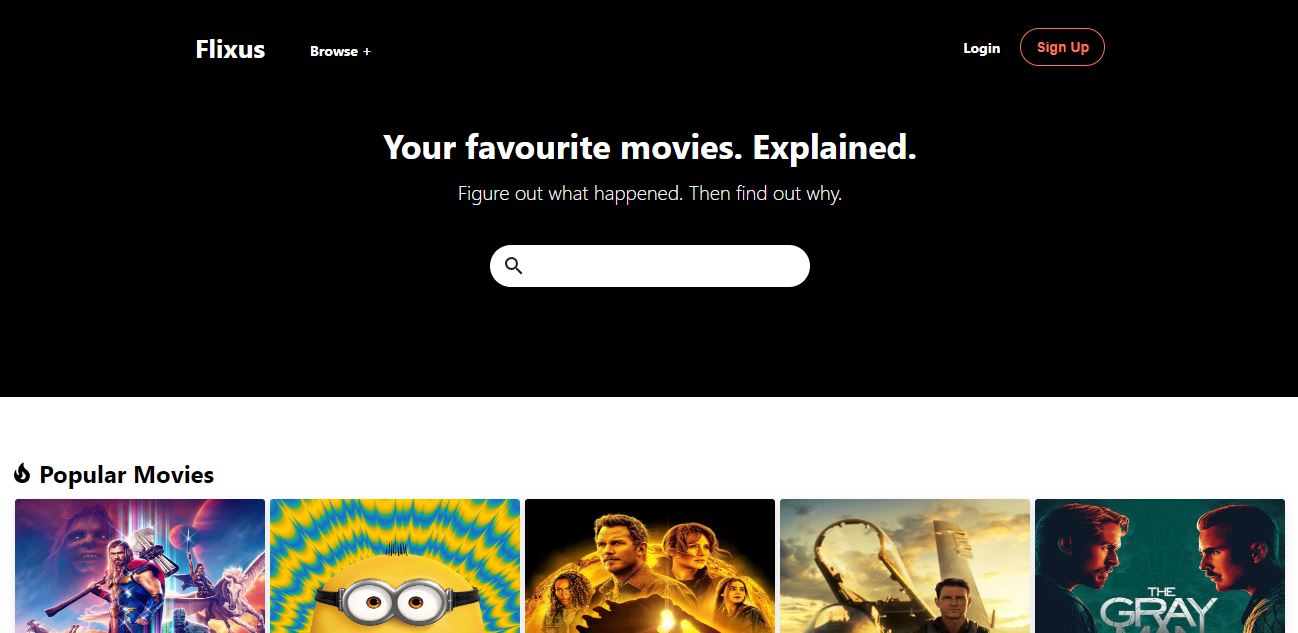 Flixus
Browse +
Login
Sign Up
Your favourite movies. Explained.
Figure out what happened. Then find out why.
Popular Movies
THE
GRAY
MAN